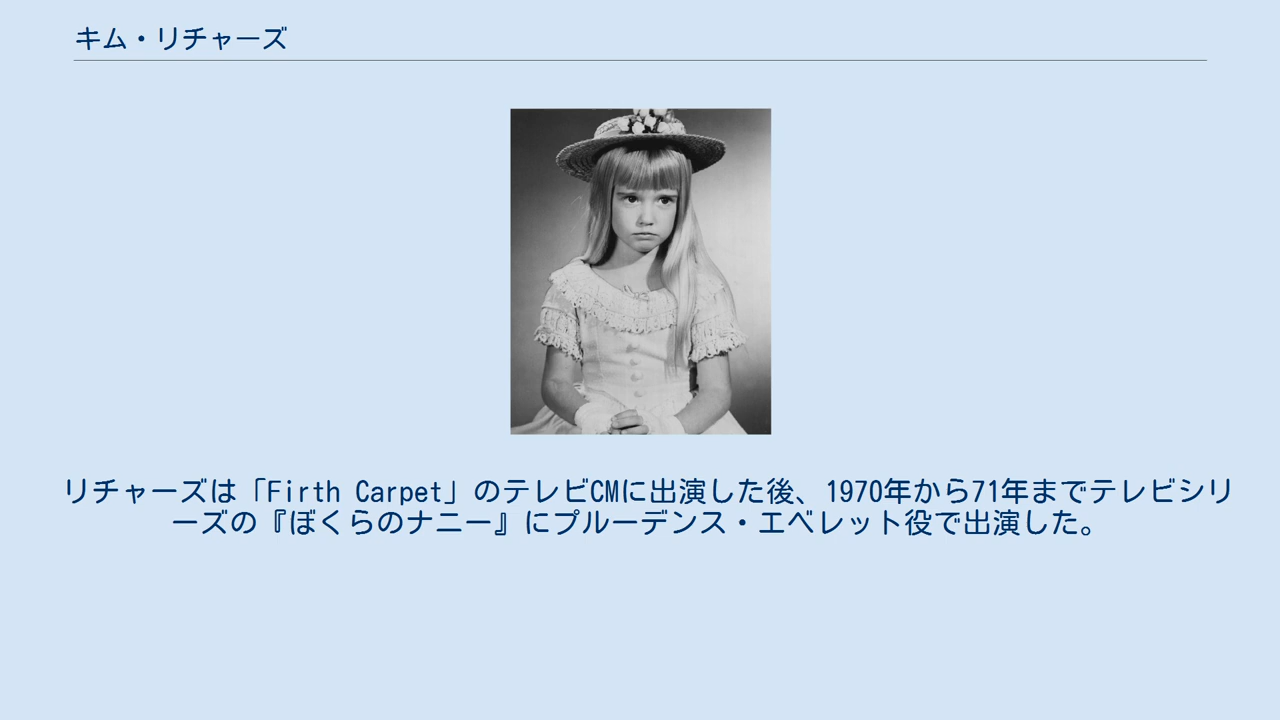 キム・リチャーズ
リチャーズは「Firth Carpet」のテレビCMに出演した後、1970年から71年までテレビシリ
ーズの『ぼくらのナニー』にプルーデンス・エベレット役で出演した。